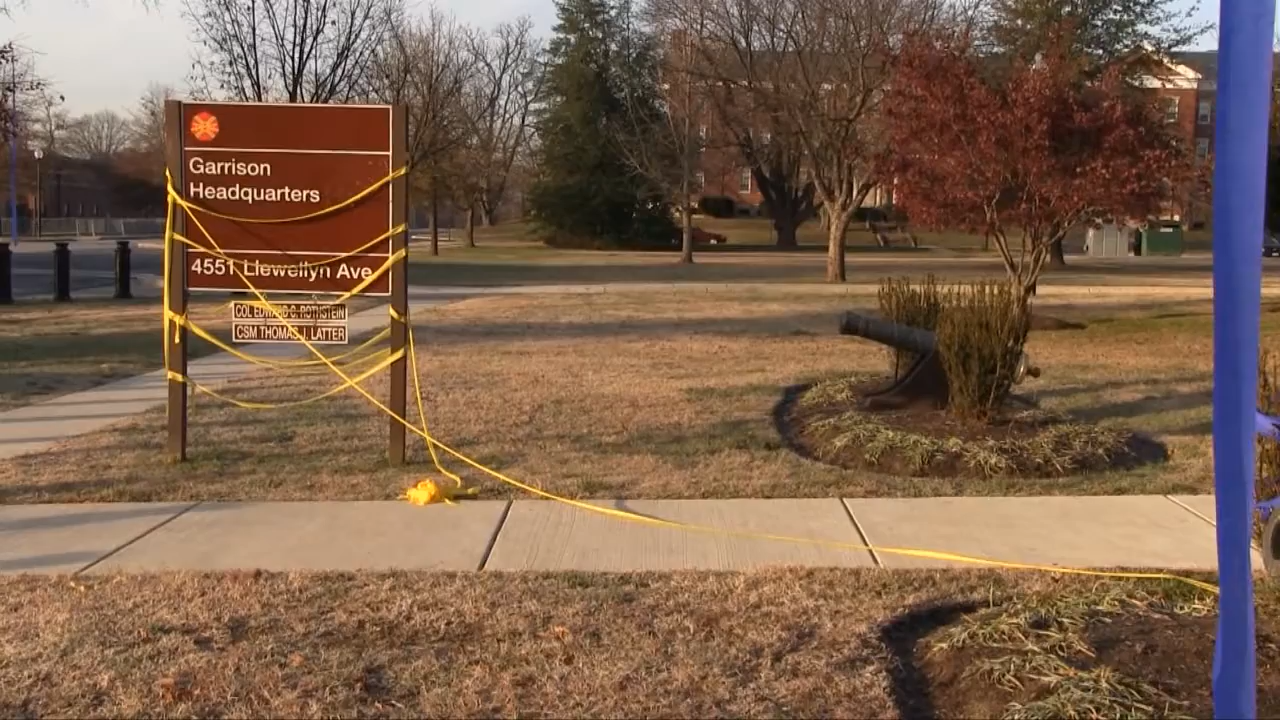 Garrison
Headquarters
4551 Llewellyn Ave
COL EDWARD C. ROTHSTEIN
CSM THOMAS J. LATTER